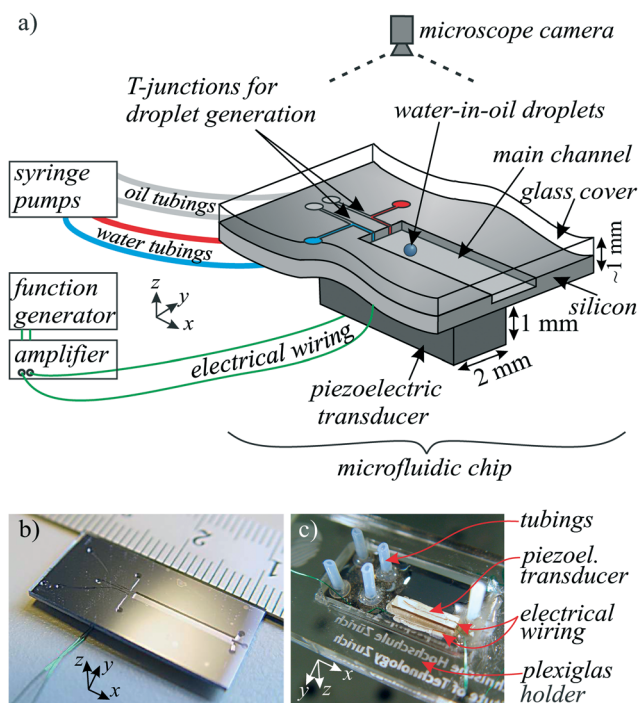 a)
microscope camera
T-junctions for
droplet generation
water-in-oil droplets
main channel
glass cover
syringe
pumps
oil tubings
water tubings
~1 mm
silicon
function
generator
z
y
x
amplifier
electrical wiring
1 mm
2 mm
piezoelectric
transducer
microfluidic chip
b)
1
2
z
y
x
c)
tubings
piezoel.
transducer
electrical
wiring
plexiglas
holder
Hochschule Zürich
of Technology Zurich
y
z
x